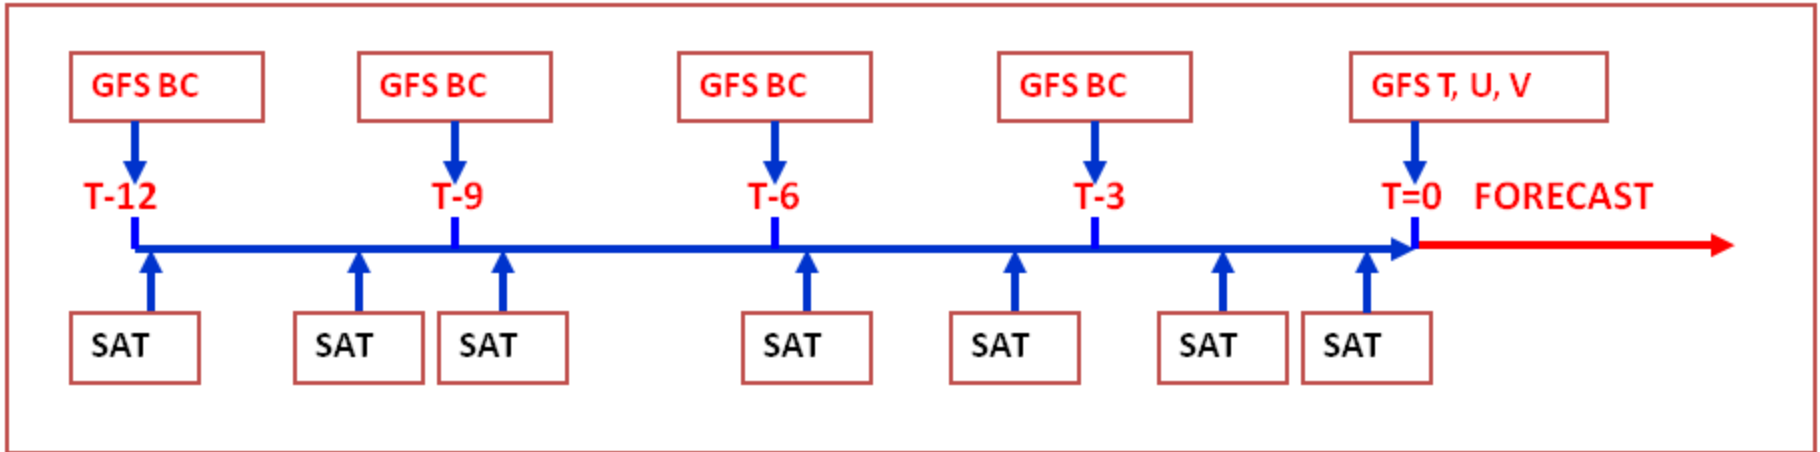 GFS BC GFS BC GFS BC GFS BC GFS T, U, V
T-12 T-9 T-6 T-3 T=0 FORECAST
SAT SAT SAT SAT SAT SAT SAT